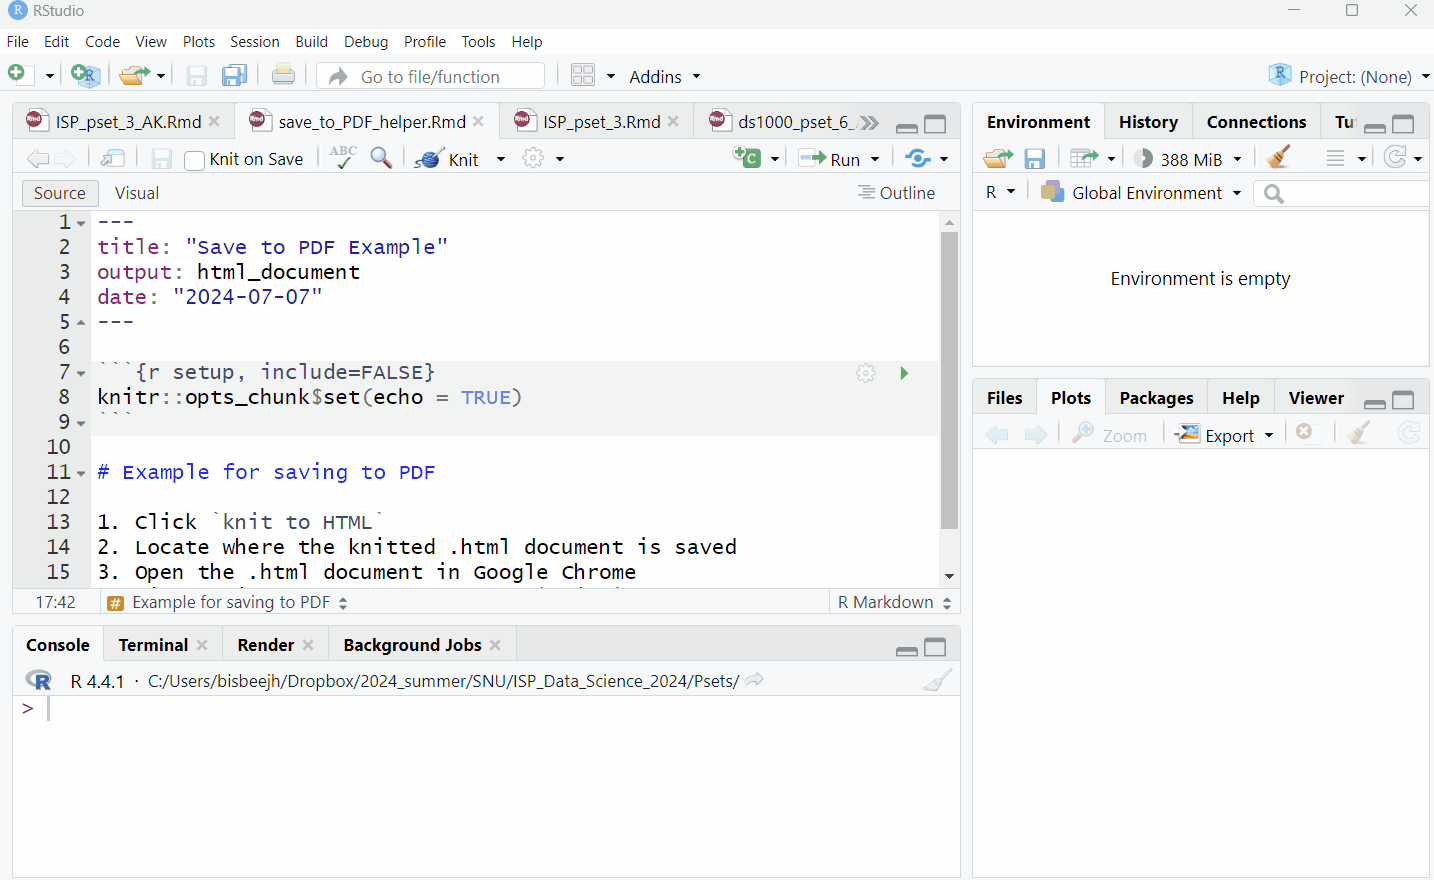 RStudio
File Edit Code View Plots Session Build Debug Profile Tools Help
Go to file/function Addins Project: (None)
ISP_pset_3_AK.Rmd save_to_PDF_helper.Rmd ISP_pset_3.Rmd ds1000_pset_6_
Knit on Save ABC Knit Run
Source Visual Outline
1 ---
2 title: "Save to PDF Example"
3 output: html_document
4 date: "2024-07-07"
5 ---
6
7 ```{r setup, include=FALSE}
8 knitr::opts_chunk$set(echo = TRUE)
9 ```
10
11 # Example for saving to PDF
12
13 1. Click `knit to HTML`
14 2. Locate where the knitted .html document is saved
15 3. Open the .html document in Google Chrome
17:42 # Example for saving to PDF R Markdown
Console Terminal Render Background Jobs
R 4.4.1 · C:/Users/bisbeejh/Dropbox/2024_summer/SNU/ISP_Data_Science_2024/Psets/
>
Environment History Connections Tu
388 MiB
R Global Environment
Environment is empty
Files Plots Packages Help Viewer
Zoom Export